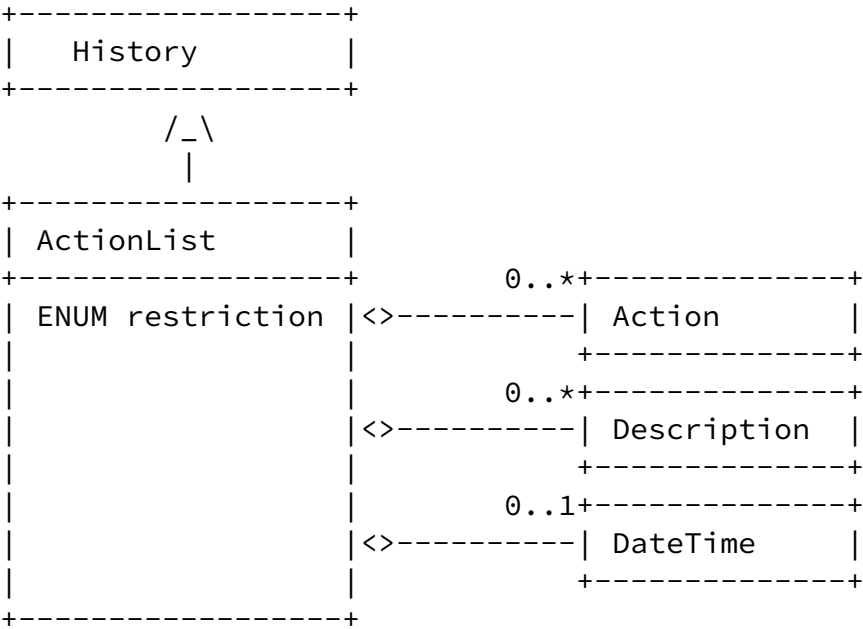 +------------------+
|   History        |
+------------------+
         /_\
          |
+------------------+
| ActionList       |
+------------------+        0..*+--------------+
| ENUM restriction |<>----------| Action       |
|                  |            +--------------+
|                  |        0..*+--------------+
|                  |<>----------| Description  |
|                  |            +--------------+
|                  |        0..1+--------------+
|                  |<>----------| DateTime     |
|                  |            +--------------+
+------------------+